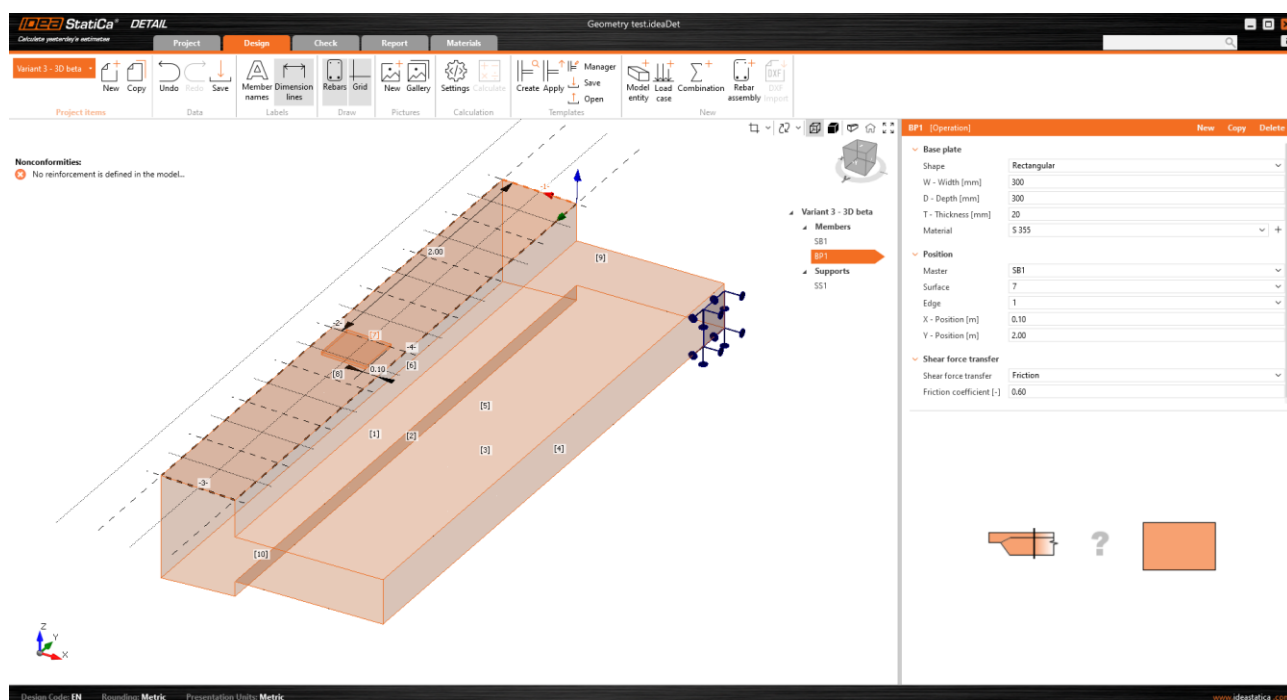 IDEA StatiCa® DETAIL
Calculate yesterday's estimates
Geometry test.ideaDet
Project Design Check Report Materials
Variant 3 - 3D beta
New Copy Undo Redo Save Member names Dimension lines Rebars Grid New Gallery Settings Calculate Create Apply Manager Save Open Model entity Load case Combination Rebar assembly DXF Import
Project items Data Labels Draw Pictures Calculation Templates New
Nonconformities:
No reinforcement is defined in the model...
Variant 3 - 3D beta
Members
SB1
BP1
Supports
SS1
-1-
2.00
[9]
-2-
[7]
-4-
[6]
[8]
0.10
[5]
[1]
[2]
[3]
[4]
-3-
[10]
Z
Y
X
BP1 [Operation] New Copy Delete
Base plate
Shape Rectangular
W - Width [mm] 300
D - Depth [mm] 300
T - Thickness [mm] 20
Material S 355
Position
Master SB1
Surface 7
Edge 1
X - Position [m] 0.10
Y - Position [m] 2.00
Shear force transfer
Shear force transfer Friction
Friction coefficient [-] 0.60
?
Design Code: EN Rounding: Metric Presentation Units: Metric
www.ideastatica.com